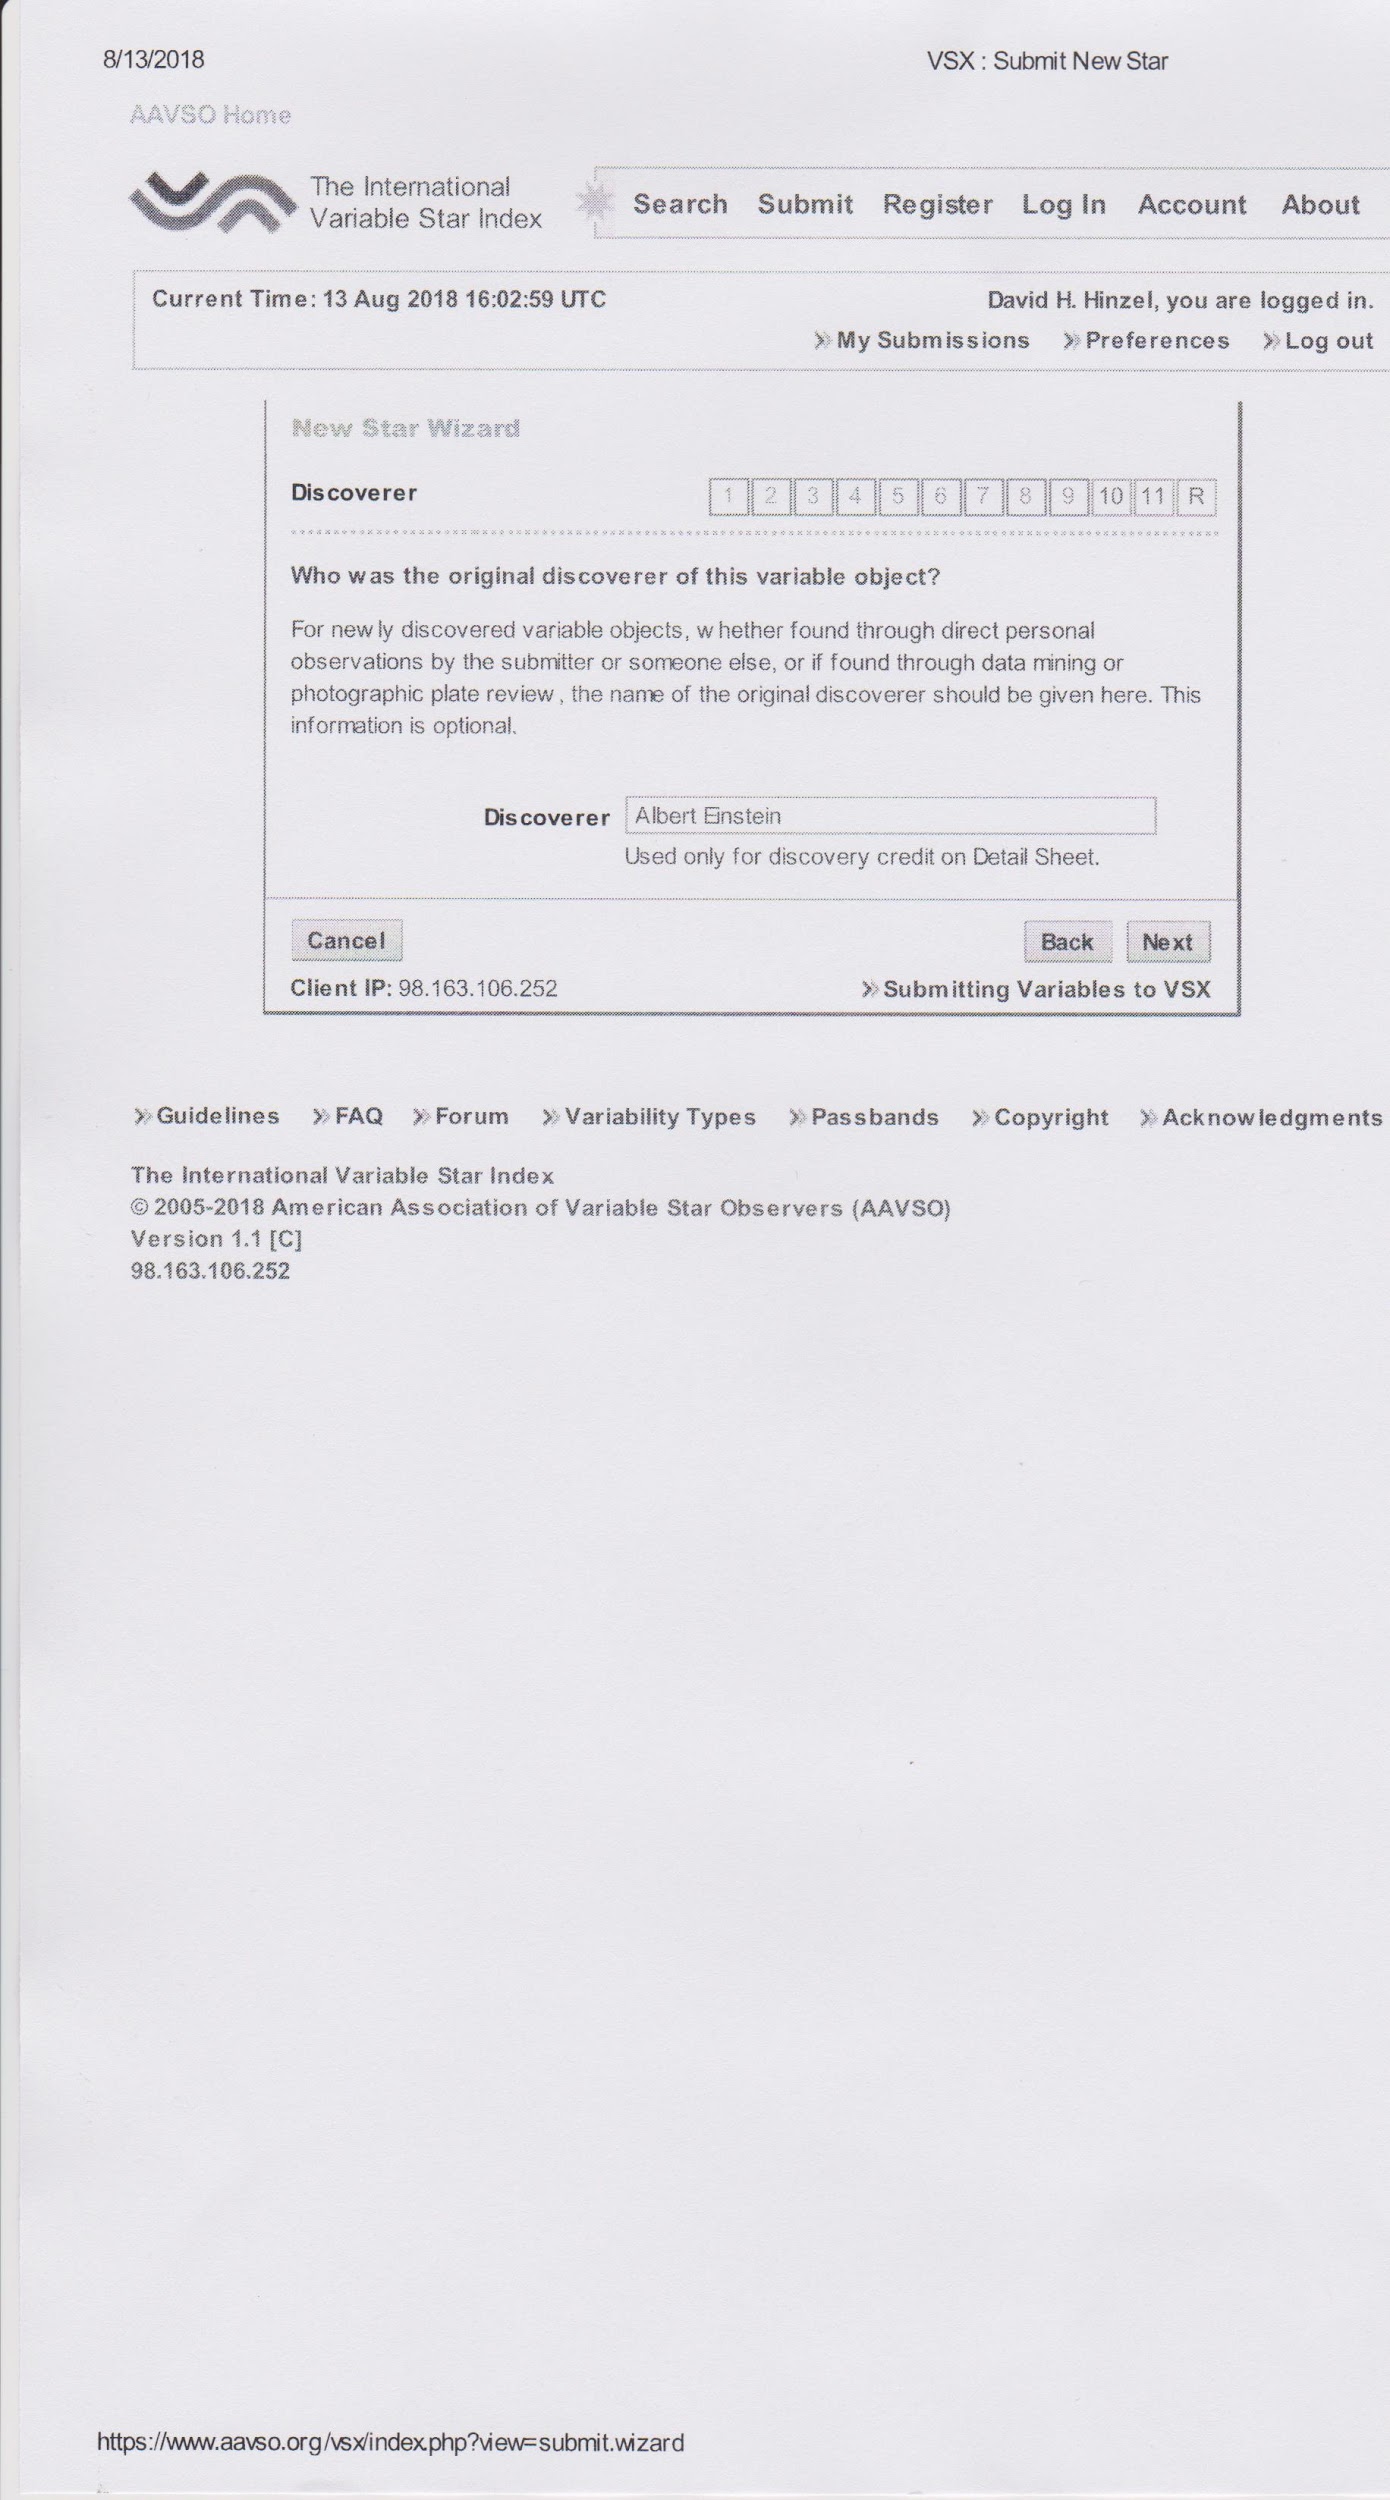 8/13/2018 VSX : Submit New Star
AAVSO Home
The International
Variable Star Index
Search Submit Register Log In Account About
Current Time: 13 Aug 2018 16:02:59 UTC David H. Hinzel, you are logged in.
» My Submissions » Preferences » Log out
New Star Wizard
Discoverer 1 2 3 4 5 6 7 8 9 10 11 R
Who was the original discoverer of this variable object?
For newly discovered variable objects, whether found through direct personal
observations by the submitter or someone else, or if found through data mining or
photographic plate review, the name of the original discoverer should be given here. This
information is optional.
Discoverer Albert Einstein
Used only for discovery credit on Detail Sheet.
Cancel Back Next
Client IP: 98.163.106.252 » Submitting Variables to VSX
» Guidelines » FAQ » Forum » Variability Types » Passbands » Copyright » Acknowledgments
The International Variable Star Index
© 2005-2018 American Association of Variable Star Observers (AAVSO)
Version 1.1 [C]
98.163.106.252
https://www.aavso.org/vsx/index.php?view=submit.wizard